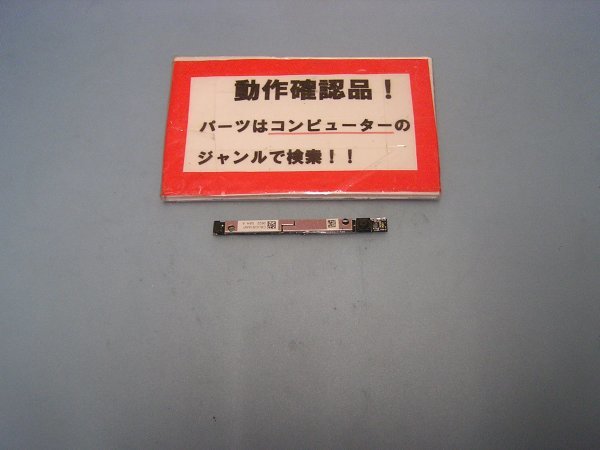 動作確認品！
パーツはコンピューターの
ジャンルで検索！！